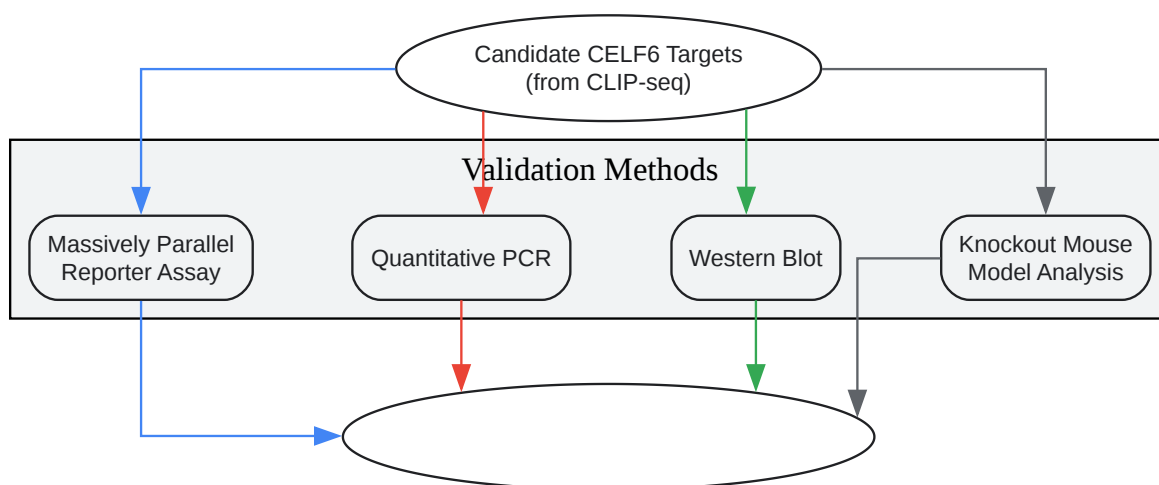 Candidate CELF6 Targets
(from CLIP-seq)
Validation Methods
Massively Parallel
Reporter Assay
Quantitative PCR
Western Blot
Knockout Mouse
Model Analysis